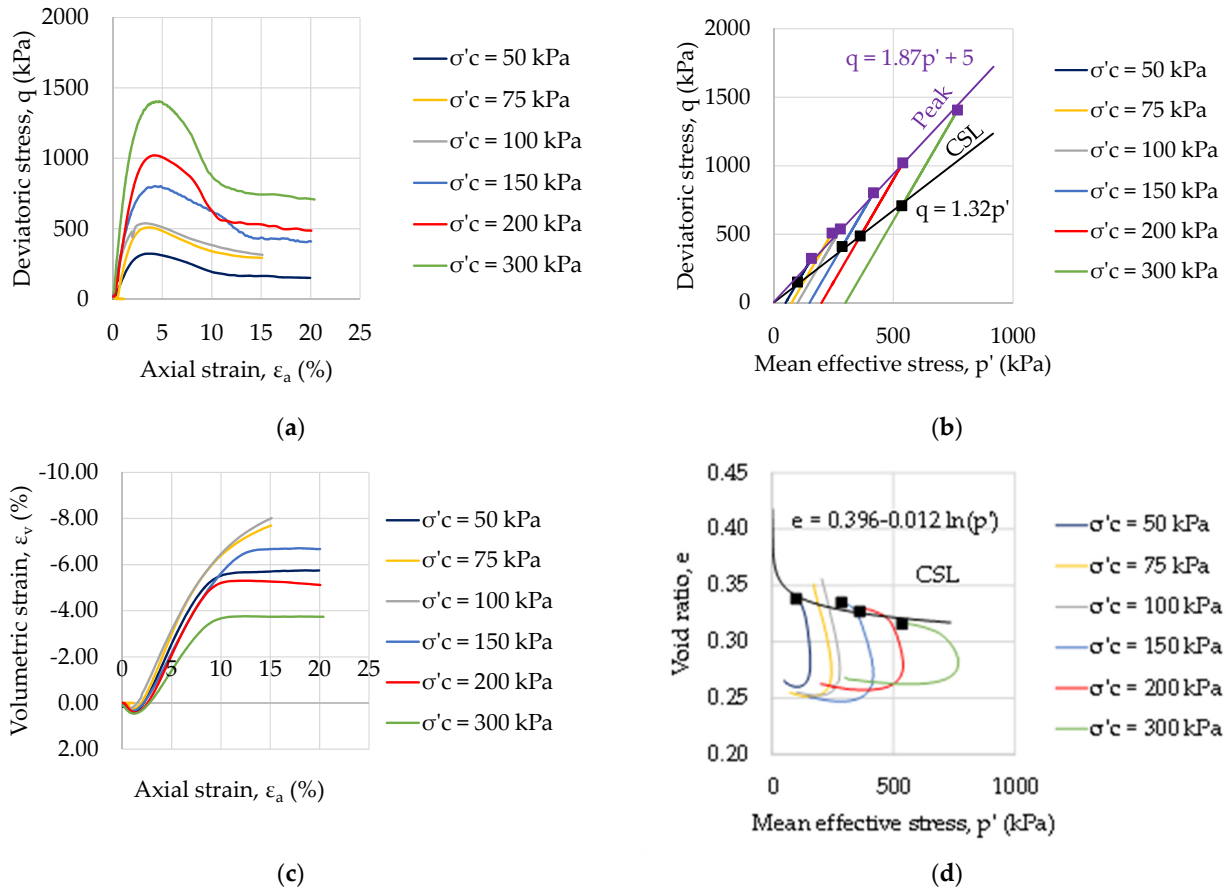 2000
1500
1000
500
0
Deviatoric stress, q (kPa)
0 5 10 15 20 25
Axial strain, εa (%)
σ'c = 50 kPa
σ'c = 75 kPa
σ'c = 100 kPa
σ'c = 150 kPa
σ'c = 200 kPa
σ'c = 300 kPa
(a)
2000
1500
1000
500
0
Deviatoric stress, q (kPa)
q = 1.87p' + 5
Peak
CSL
q = 1.32p'
0 500 1000
Mean effective stress, p' (kPa)
σ'c = 50 kPa
σ'c = 75 kPa
σ'c = 100 kPa
σ'c = 150 kPa
σ'c = 200 kPa
σ'c = 300 kPa
(b)
-10.00
-8.00
-6.00
-4.00
-2.00
0.00
2.00
Volumetric strain, εv (%)
0 5 10 15 20 25
Axial strain, εa (%)
σ'c = 50 kPa
σ'c = 75 kPa
σ'c = 100 kPa
σ'c = 150 kPa
σ'c = 200 kPa
σ'c = 300 kPa
(c)
0.45
0.40
0.35
0.30
0.25
0.20
Void ratio, e
e = 0.396-0.012 ln(p')
CSL
0 500 1000
Mean effective stress, p' (kPa)
σ'c = 50 kPa
σ'c = 75 kPa
σ'c = 100 kPa
σ'c = 150 kPa
σ'c = 200 kPa
σ'c = 300 kPa
(d)